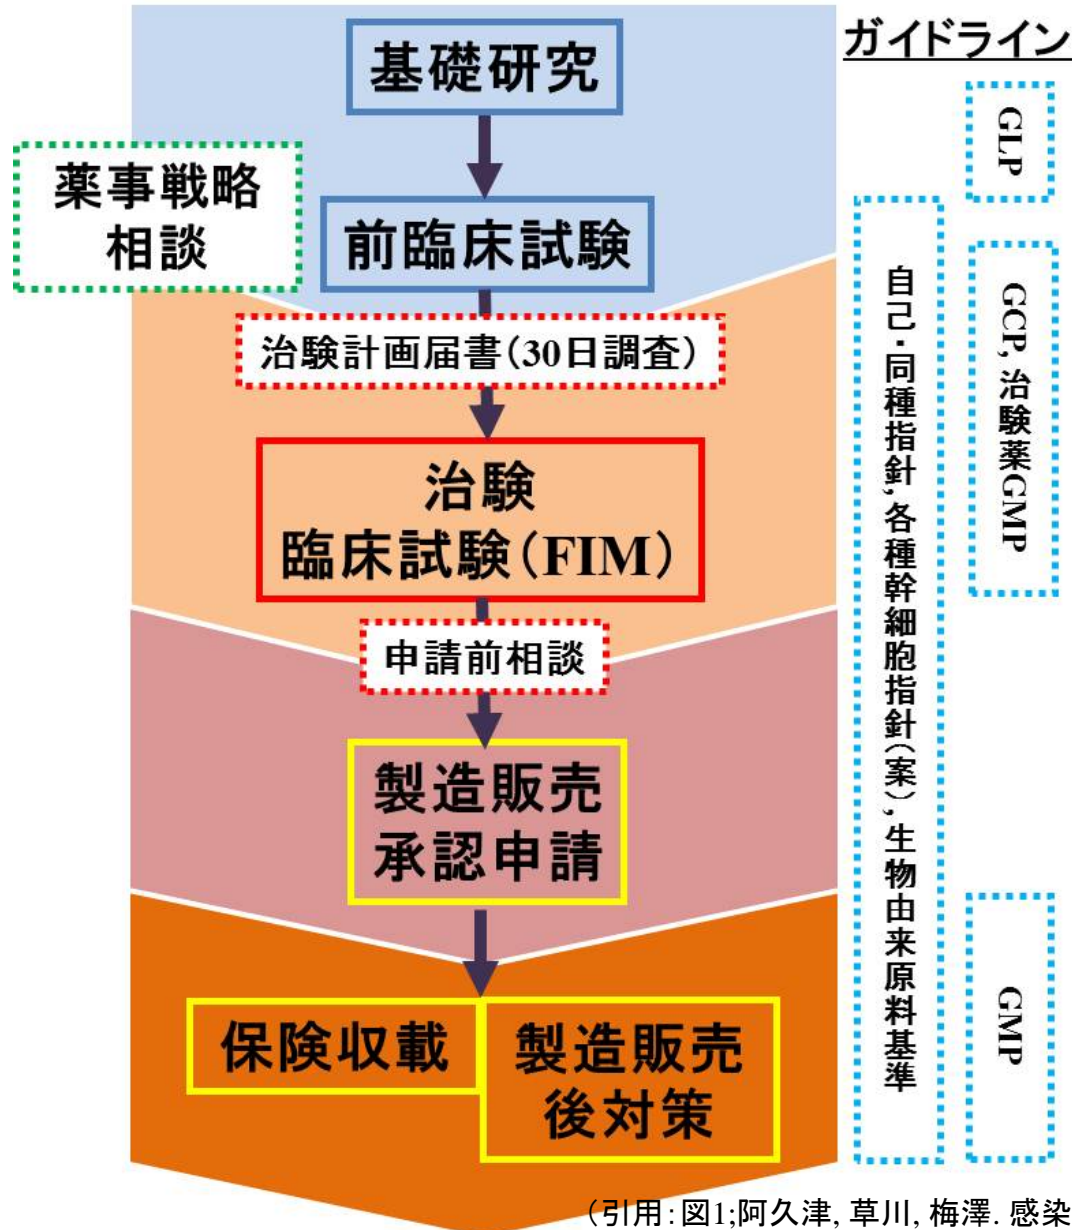 ガイドライン
基礎研究
GLP
薬事戦略
相談
前臨床試験
自己・同種指針,各種幹細胞指針(案),生物由来原料基準
GCP,治験薬GMP
治験計画届書(30日調査)
治験
臨床試験(FIM)
申請前相談
製造販売
承認申請
GMP
保険収載
製造販売
後対策
(引用:図1;阿久津, 草川, 梅澤. 感染